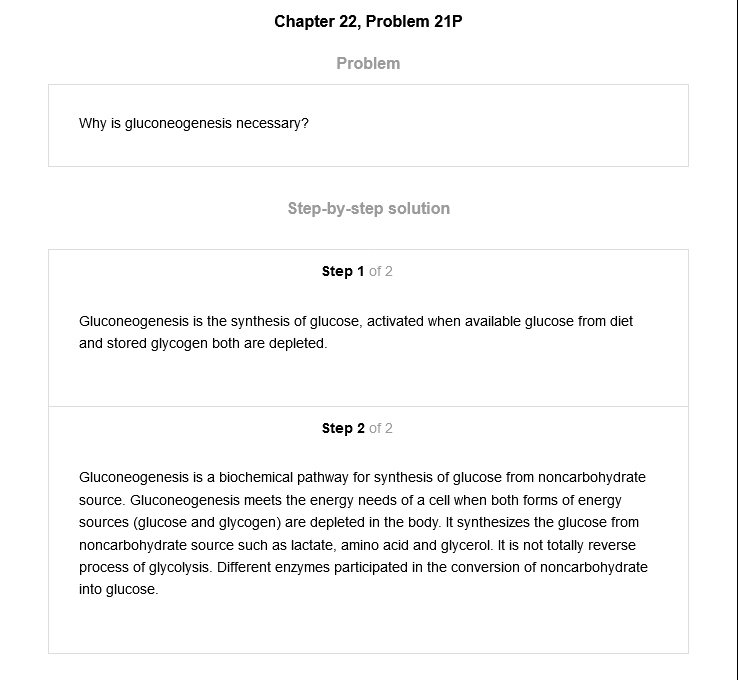 Chapter 22, Problem 21P
Problem
Why is gluconeogenesis necessary?
Step-by-step solution
Step 1 of 2
Gluconeogenesis is the synthesis of glucose, activated when available glucose from diet
and stored glycogen both are depleted.
Step 2 of 2
Gluconeogenesis is a biochemical pathway for synthesis of glucose from noncarbohydrate
source. Gluconeogenesis meets the energy needs of a cell when both forms of energy
sources (glucose and glycogen) are depleted in the body. It synthesizes the glucose from
noncarbohydrate source such as lactate, amino acid and glycerol. It is not totally reverse
process of glycolysis. Different enzymes participated in the conversion of noncarbohydrate
into glucose.